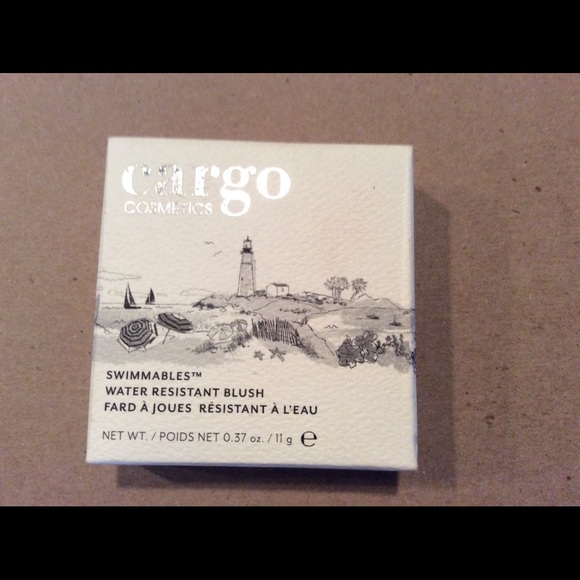 cargo
COSMETICS
SWIMMABLES™
WATER RESISTANT BLUSH
FARD À JOUES RÉSISTANT À L'EAU
NET WT. / POIDS NET 0.37 oz. / 11 g ℮